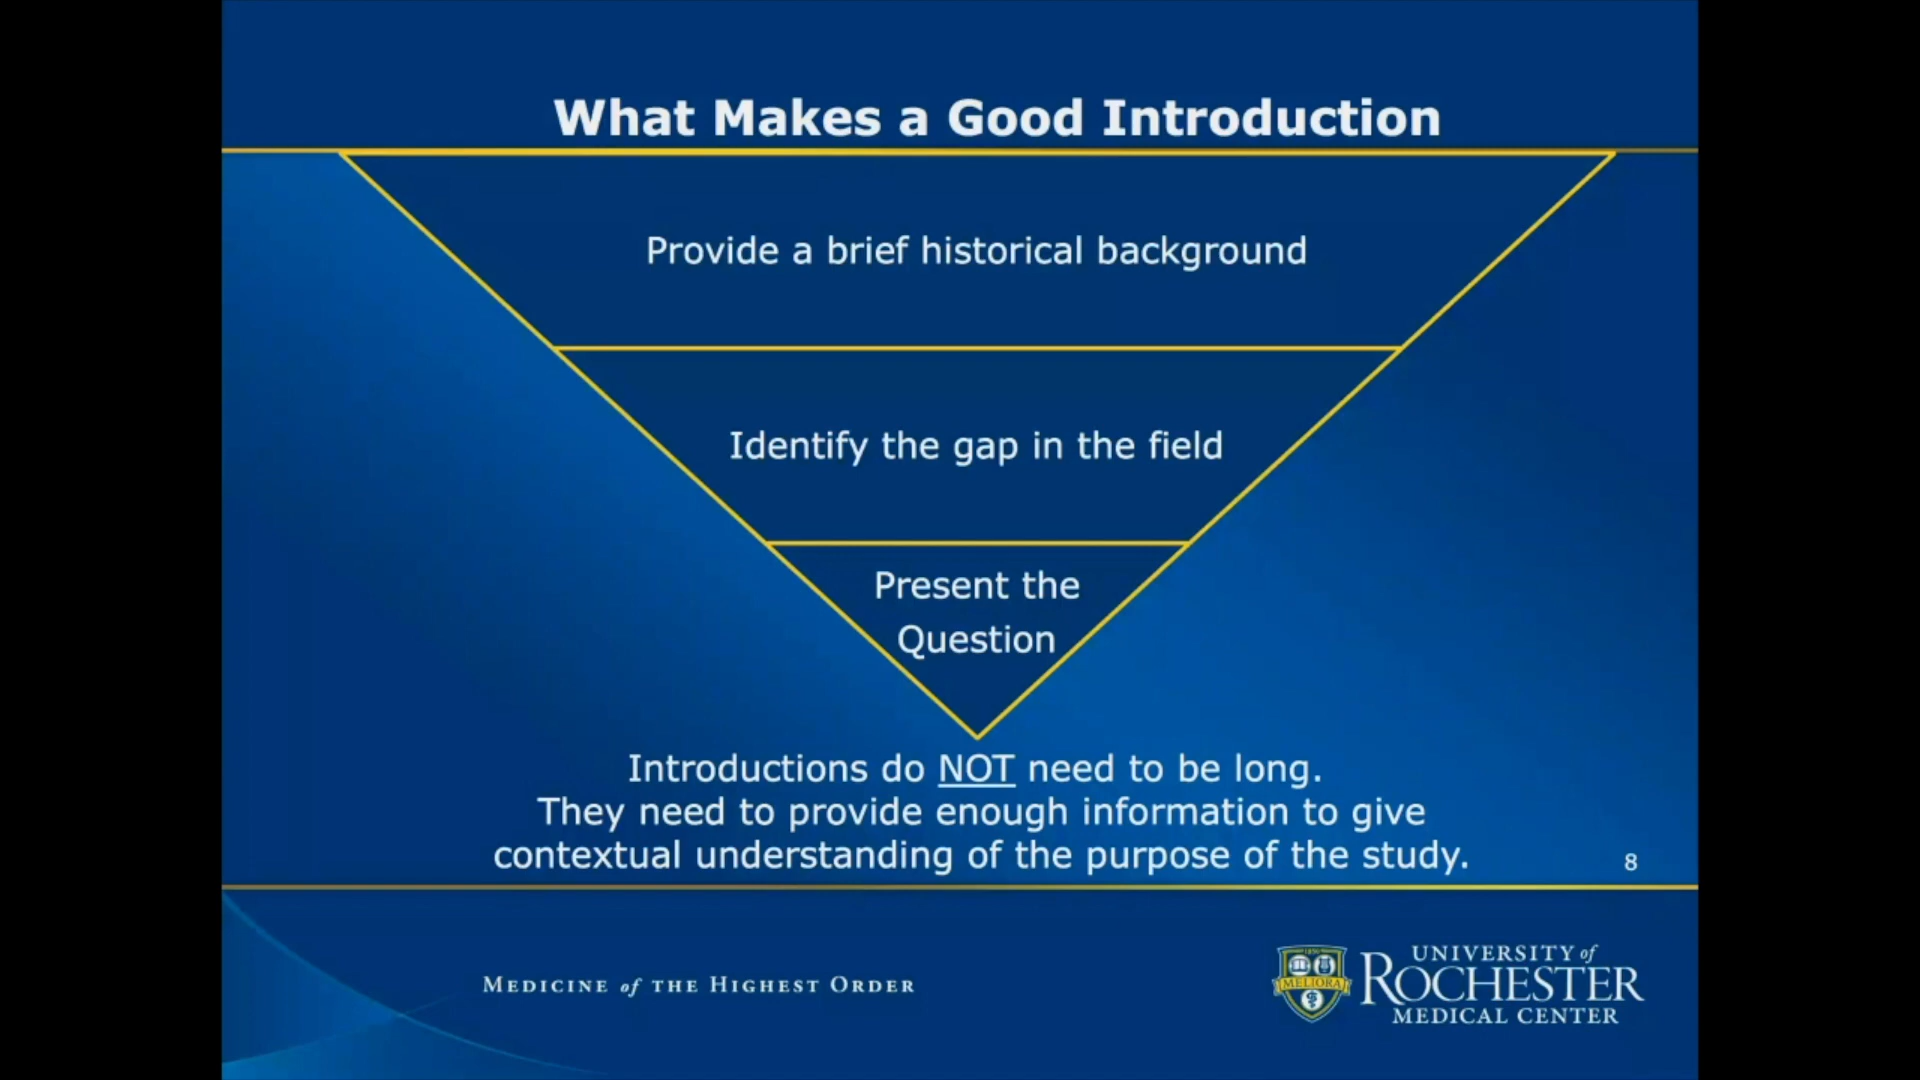 What Makes a Good Introduction
Provide a brief historical background
Identify the gap in the field
Present the
Question
Introductions do NOT need to be long.
They need to provide enough information to give
contextual understanding of the purpose of the study.
8
MEDICINE of THE HIGHEST ORDER
MELIORA
UNIVERSITY of
ROCHESTER
MEDICAL CENTER